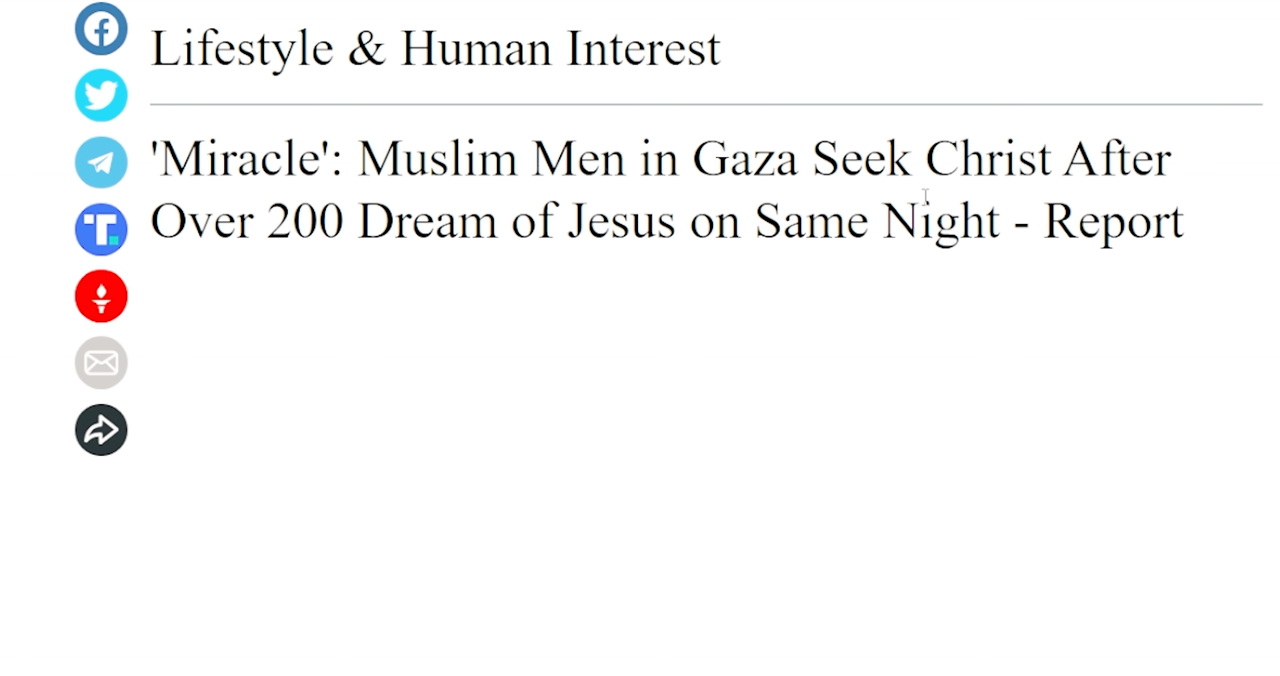 Lifestyle & Human Interest
'Miracle': Muslim Men in Gaza Seek Christ After
Over 200 Dream of Jesus on Same Night - Report